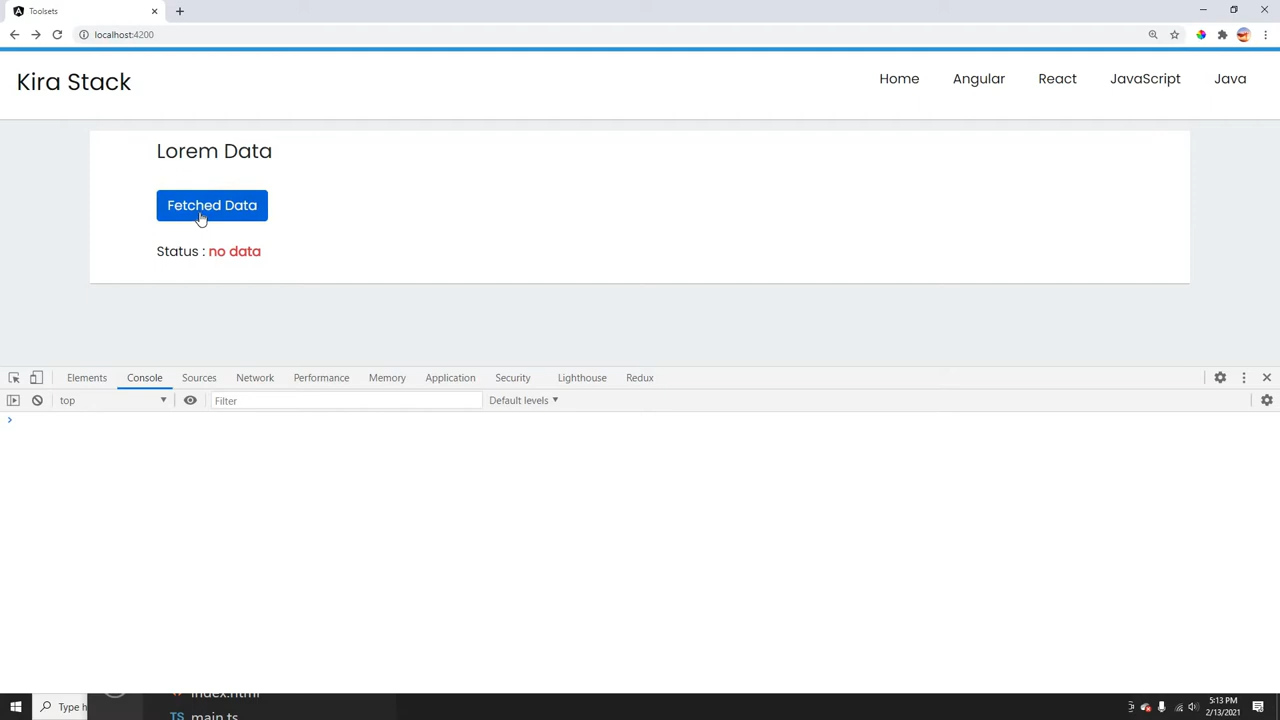 Toolsets
localhost:4200
Kira Stack
Home Angular React JavaScript Java
Lorem Data
Fetched Data
Status : no data
Elements Console Sources Network Performance Memory Application Security Lighthouse Redux
top Filter Default levels
index.html
TS main.ts
Type h
5:13 PM
2/13/2021